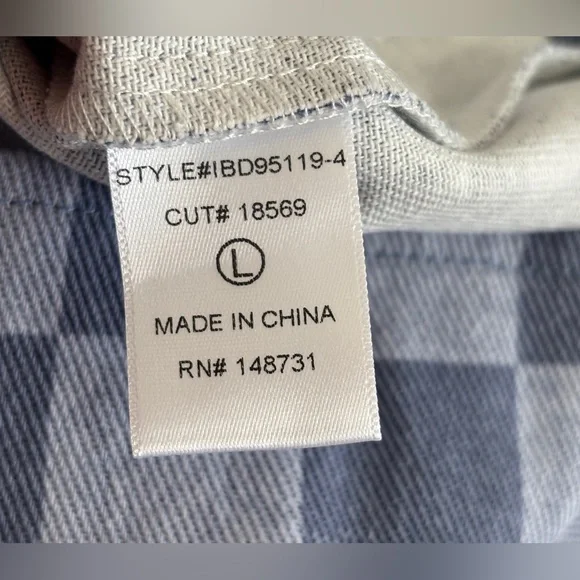 STYLE#IBD95119-4
CUT# 18569
L
MADE IN CHINA
RN# 148731